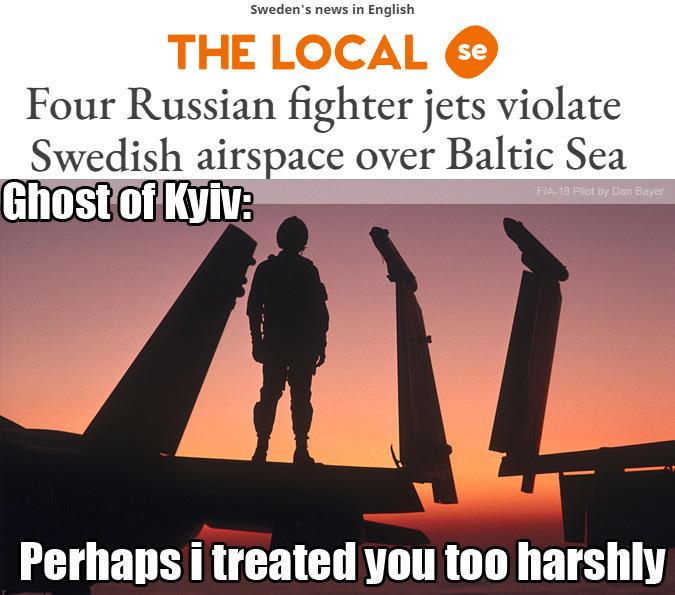 Sweden's news in English
THE LOCAL se
Four Russian fighter jets violate
Swedish airspace over Baltic Sea
F/A-18 Pilot by Dan Bayer
Ghost of Kyiv:
Perhaps i treated you too harshly